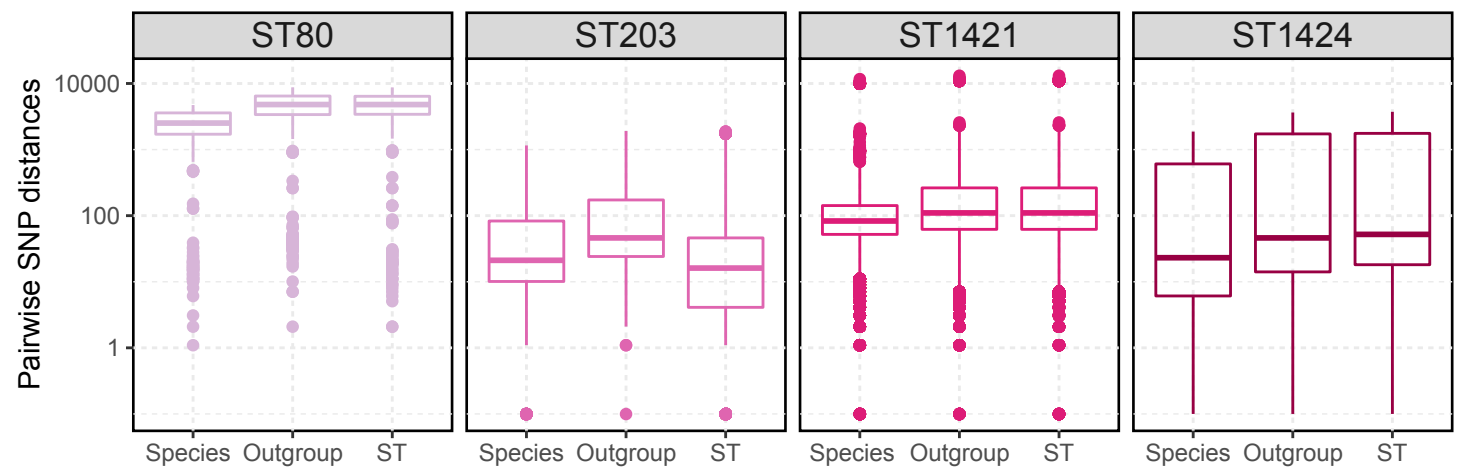 ST80 ST203 ST1421 ST1424
Pairwise SNP distances
10000
100
1
Species Outgroup ST Species Outgroup ST Species Outgroup ST Species Outgroup ST